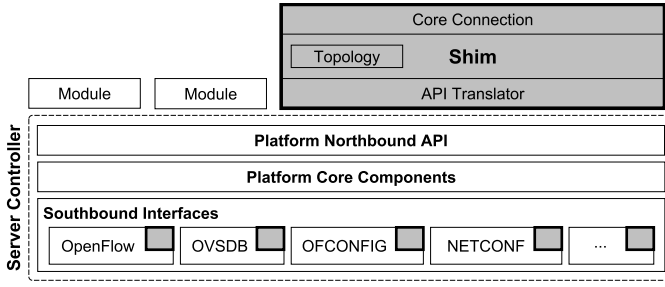 Core Connection
Topology
Shim
Module
Module
API Translator
Server Controller
Platform Northbound API
Platform Core Components
Southbound Interfaces
OpenFlow
OVSDB
OFCONFIG
NETCONF
...